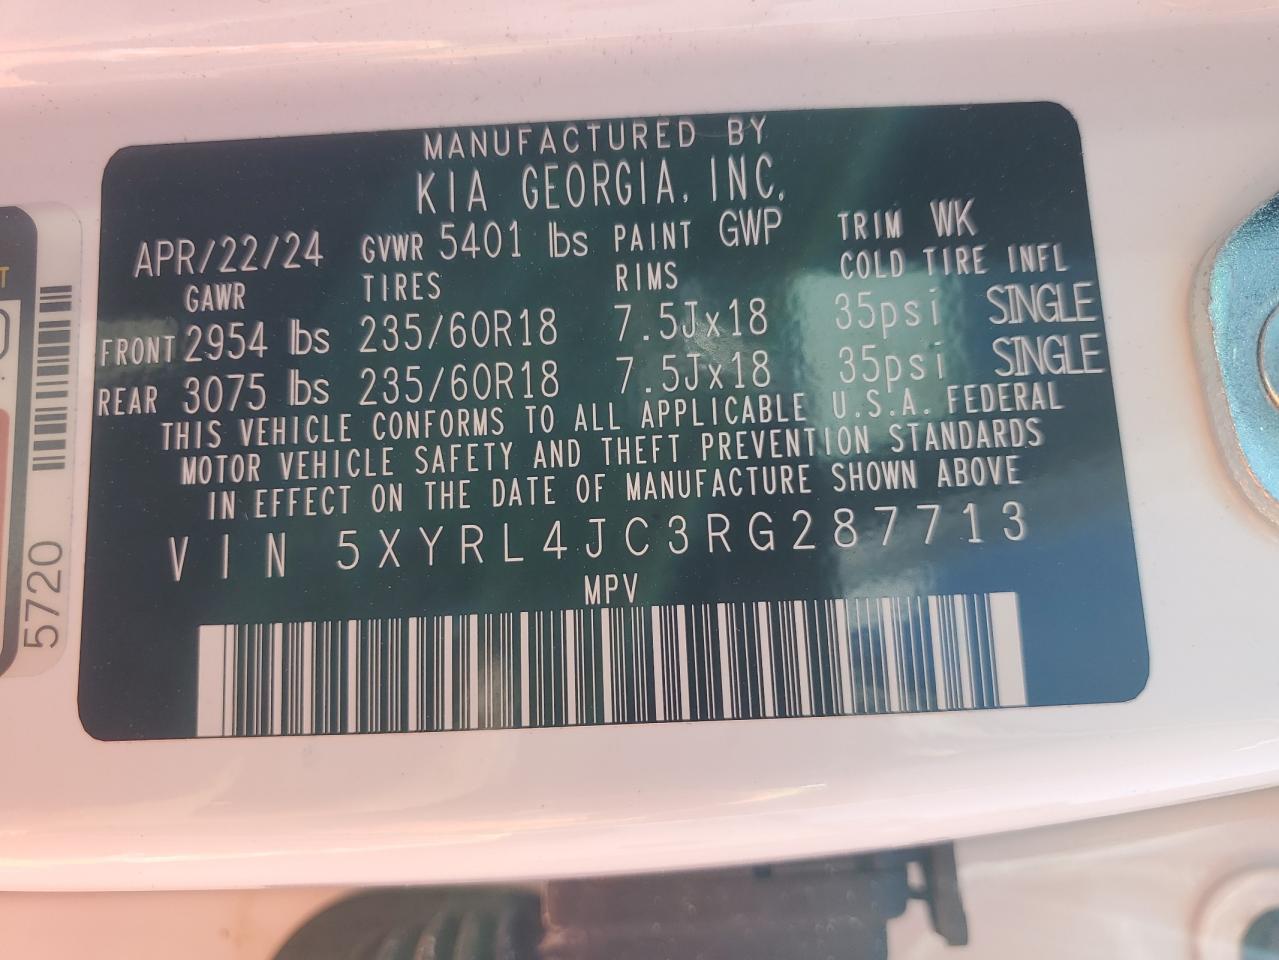 MANUFACTURED BY
KIA GEORGIA, INC.
APR/22/24 GVWR 5401 lbs PAINT GWP TRIM WK
GAWR TIRES RIMS COLD TIRE INFL
FRONT 2954 lbs 235/60R18 7.5Jx18 35psi SINGLE
REAR 3075 lbs 235/60R18 7.5Jx18 35psi SINGLE
THIS VEHICLE CONFORMS TO ALL APPLICABLE U.S.A. FEDERAL
MOTOR VEHICLE SAFETY AND THEFT PREVENTION STANDARDS
IN EFFECT ON THE DATE OF MANUFACTURE SHOWN ABOVE
VIN 5XYRL4JC3RG287713
MPV
5720